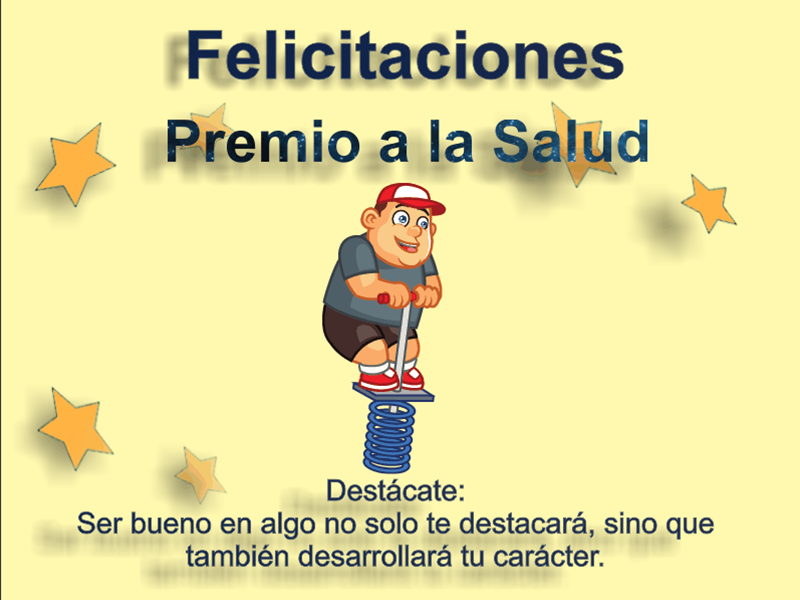 Felicitaciones
Premio a la Salud
Destácate:
Ser bueno en algo no solo te destacará, sino que
también desarrollará tu carácter.